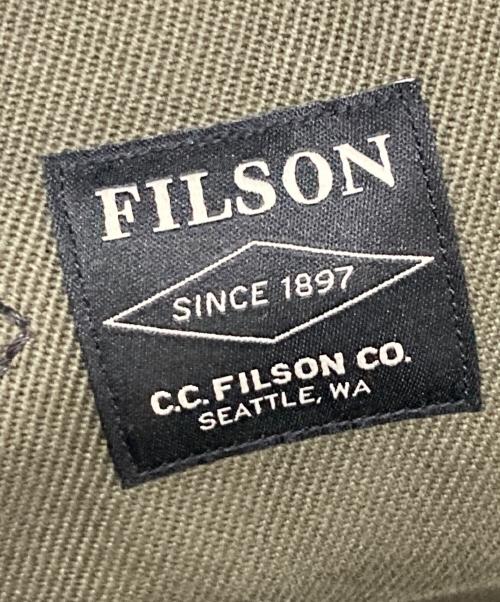 FILSON
SINCE 1897
C.C. FILSON CO.
SEATTLE, WA